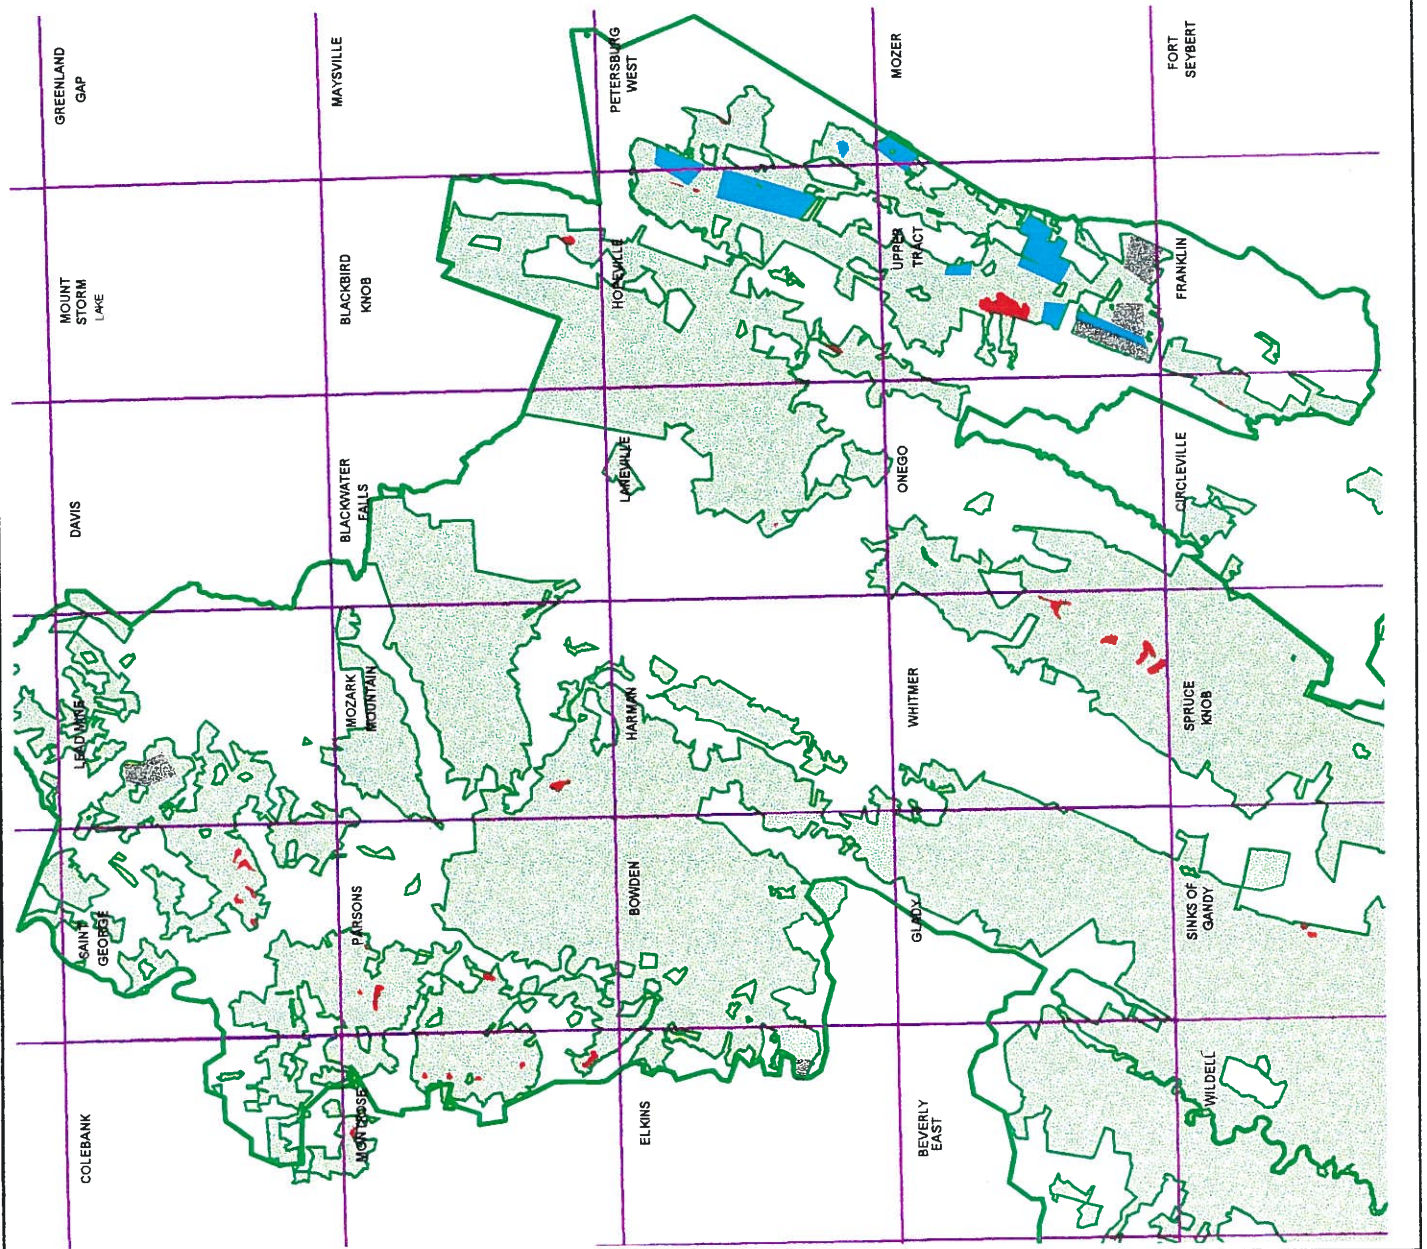 GREENLAND
GAP
MAYSVILLE
PETERSBURG
WEST
MOZER
FORT
SEYBERT
MOUNT
STORM
LAKE
BLACKBIRD
KNOB
HOPEVILLE
UPPER
TRACT
FRANKLIN
DAVIS
BLACKWATER
FALLS
LANEVILLE
ONEGO
CIRCLEVILLE
LEADMINE
MOZARK
MOUNTAIN
HARMAN
WHITMER
SPRUCE
KNOB
SAINT
GEORGE
PARSONS
BOWDEN
GLADY
SINKS OF
GANDY
COLEBANK
MONTROSE
ELKINS
BEVERLY
EAST
WILDELL